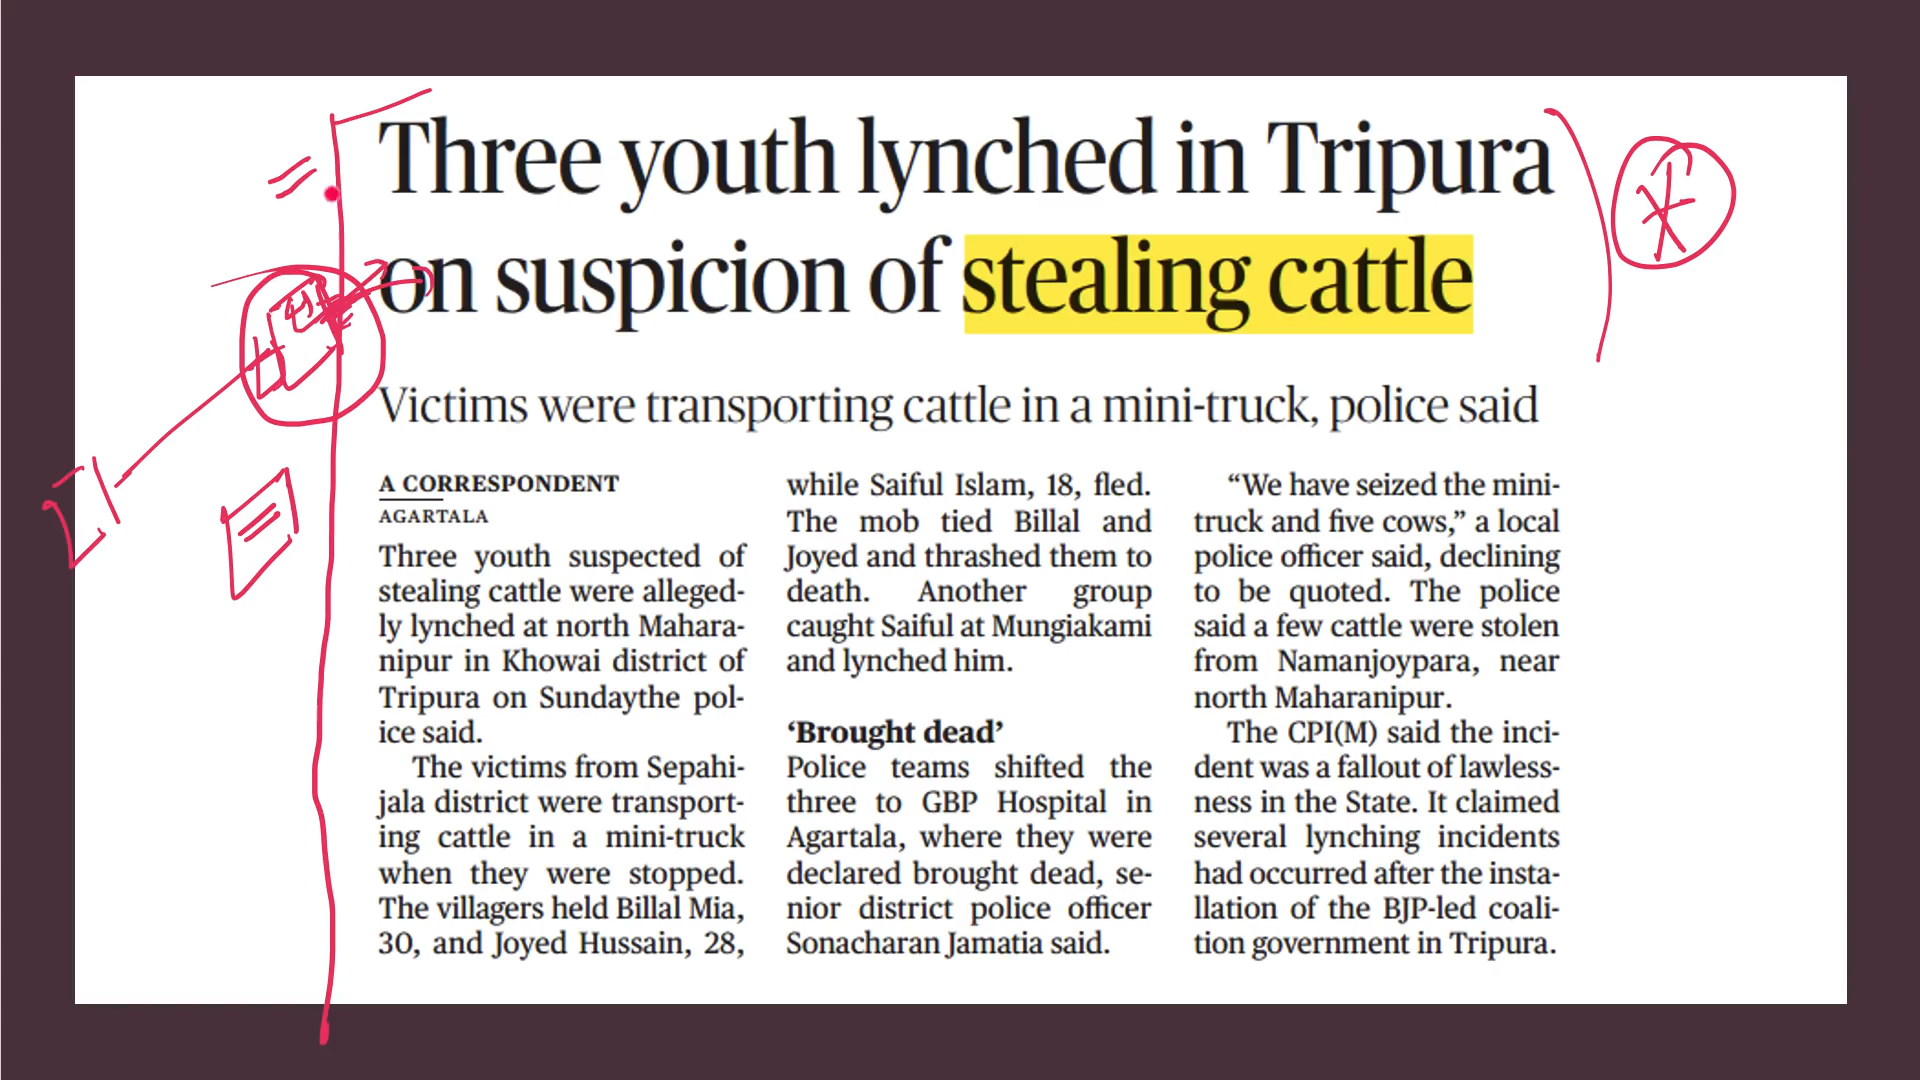 Three youth lynched in Tripura
on suspicion of stealing cattle
Victims were transporting cattle in a mini-truck, police said
A CORRESPONDENT
AGARTALA
Three youth suspected of
stealing cattle were alleged-
ly lynched at north Mahara-
nipur in Khowai district of
Tripura on Sundaythe pol-
ice said.
The victims from Sepahi-
jala district were transport-
ing cattle in a mini-truck
when they were stopped.
The villagers held Billal Mia,
30, and Joyed Hussain, 28,
while Saiful Islam, 18, fled.
The mob tied Billal and
Joyed and thrashed them to
death. Another group
caught Saiful at Mungiakami
and lynched him.
‘Brought dead’
Police teams shifted the
three to GBP Hospital in
Agartala, where they were
declared brought dead, se-
nior district police officer
Sonacharan Jamatia said.
“We have seized the mini-
truck and five cows,” a local
police officer said, declining
to be quoted. The police
said a few cattle were stolen
from Namanjoypara, near
north Maharanipur.
The CPI(M) said the inci-
dent was a fallout of lawless-
ness in the State. It claimed
several lynching incidents
had occurred after the insta-
llation of the BJP-led coali-
tion government in Tripura.